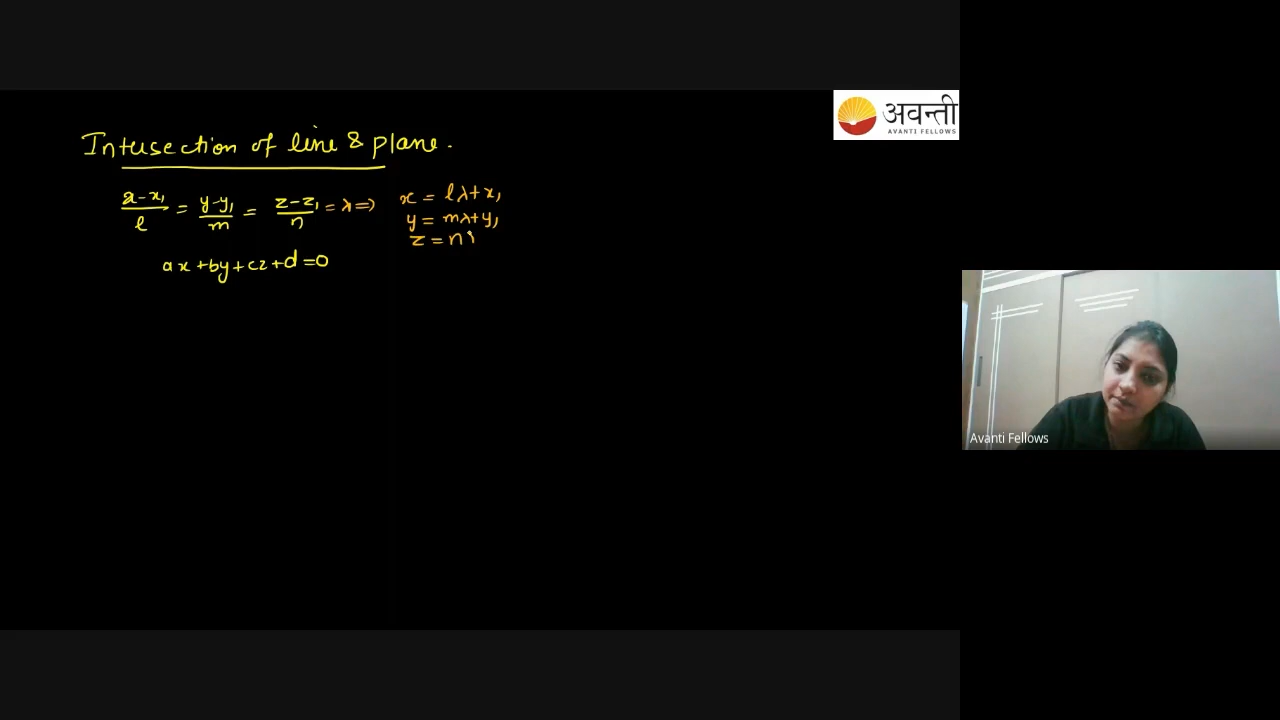 अवन्ती
AVANTI FELLOWS
Intersection of line & plane.
x-x₁/l = y-y₁/m = z-z₁/n = λ ⇒ x = lλ+x₁
y = mλ+y₁
z = nλ
ax+by+cz+d=0
Avanti Fellows